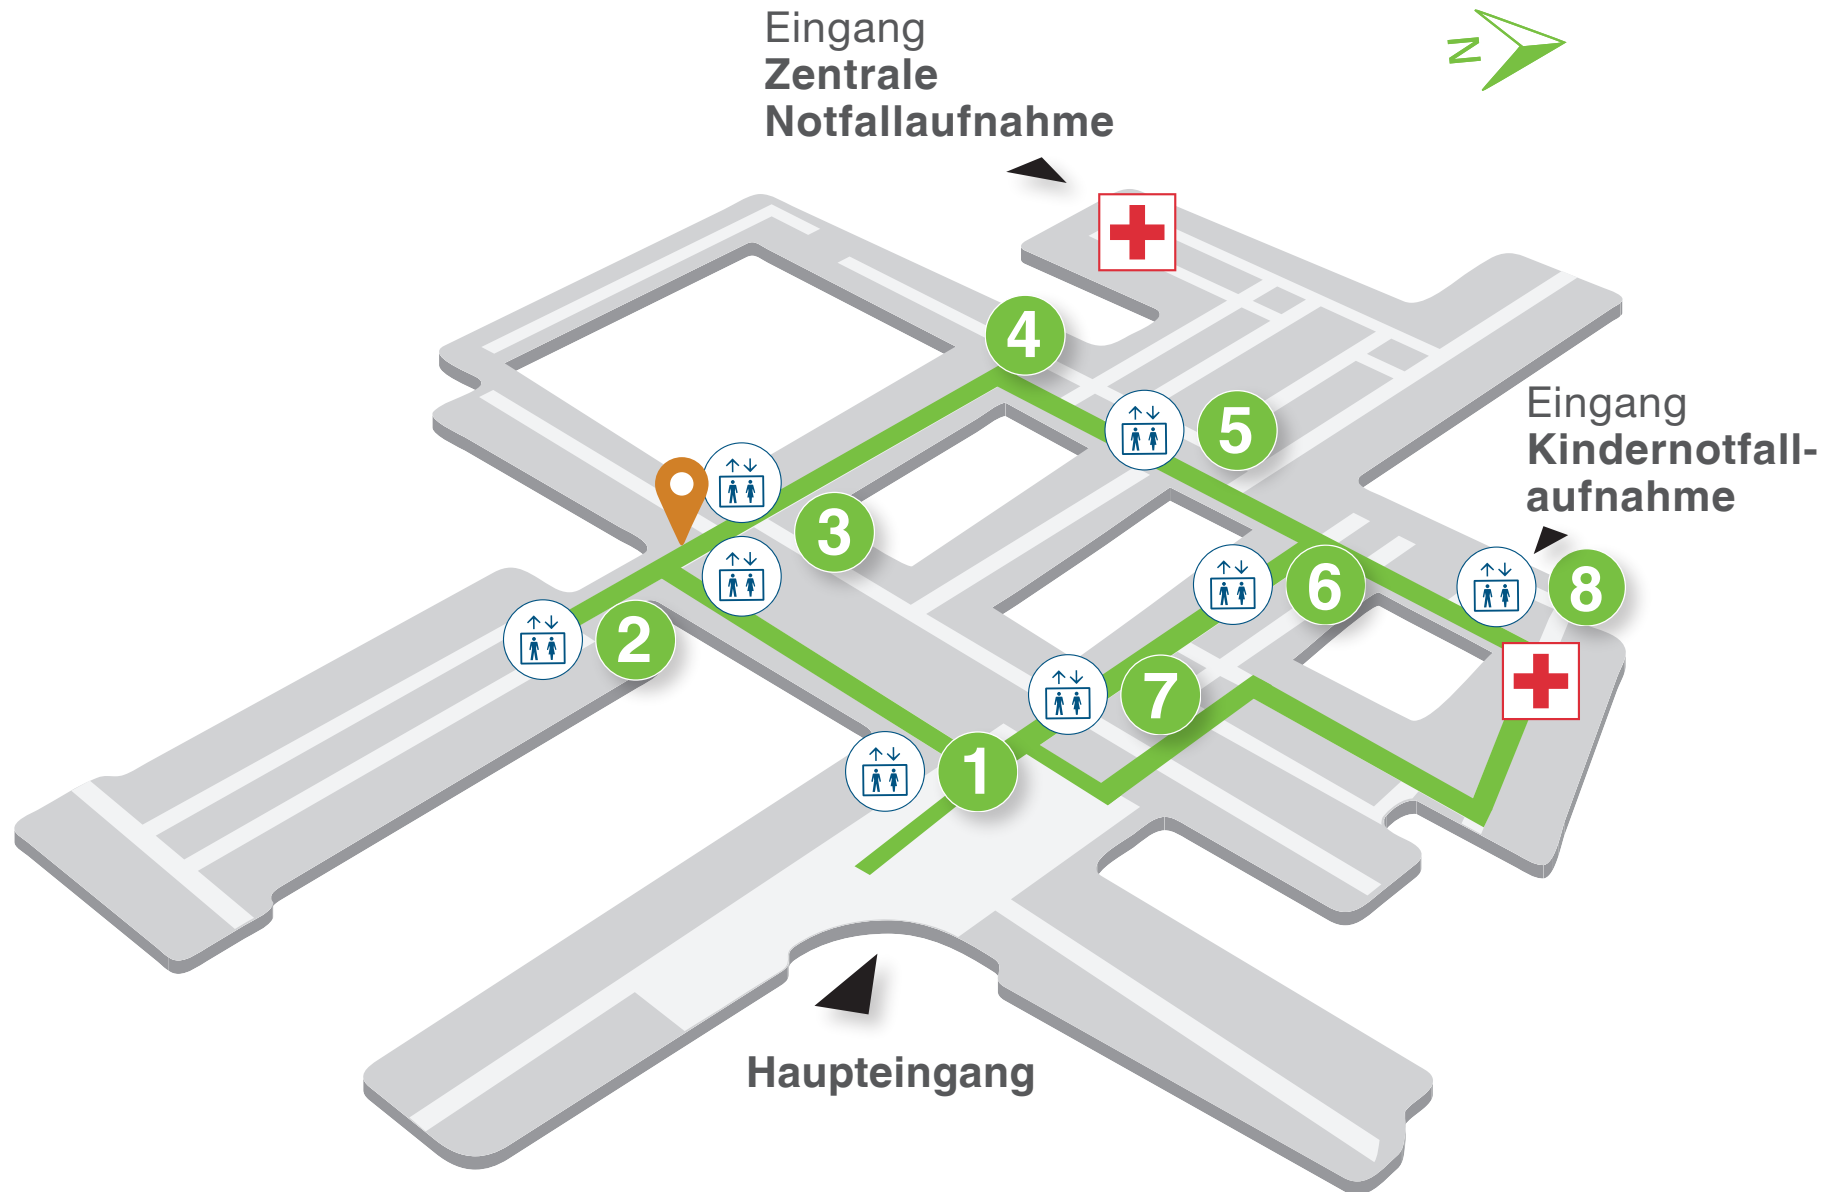 Eingang
Zentrale
Notfallaufnahme
N
4
5
Eingang
Kindernotfall-
aufnahme
3
6
8
2
7
1
Haupteingang